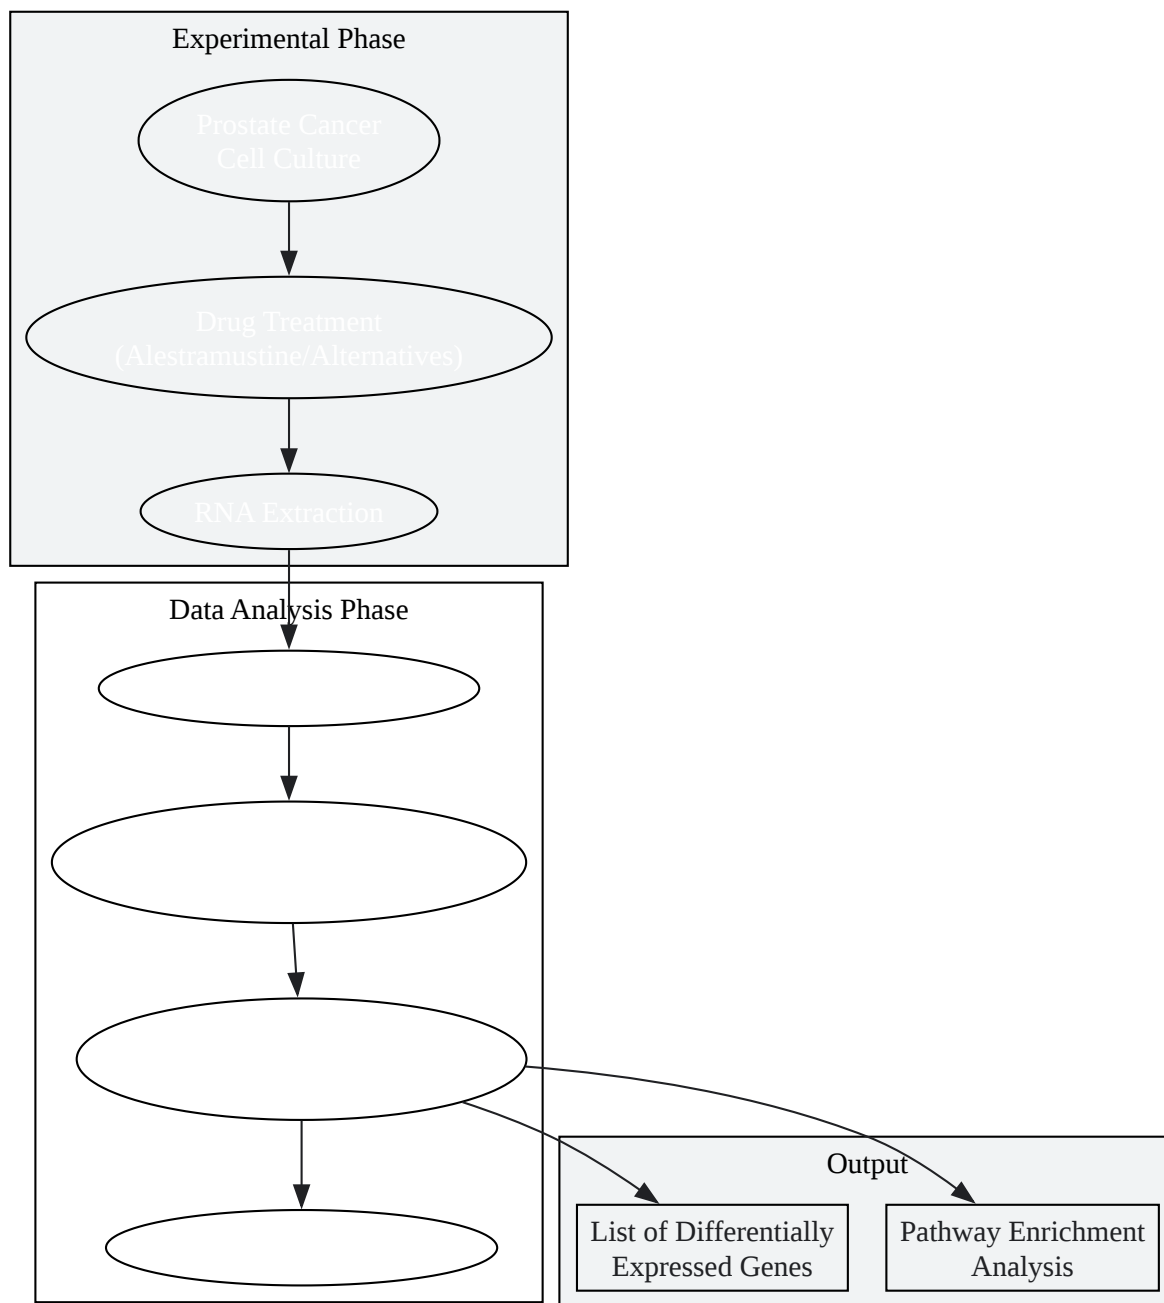 Experimental Phase
Prostate Cancer
Cell Culture
Drug Treatment
(Alestramustine/Alternatives)
RNA Extraction
Data Analysis Phase
Output
List of Differentially
Expressed Genes
Pathway Enrichment
Analysis